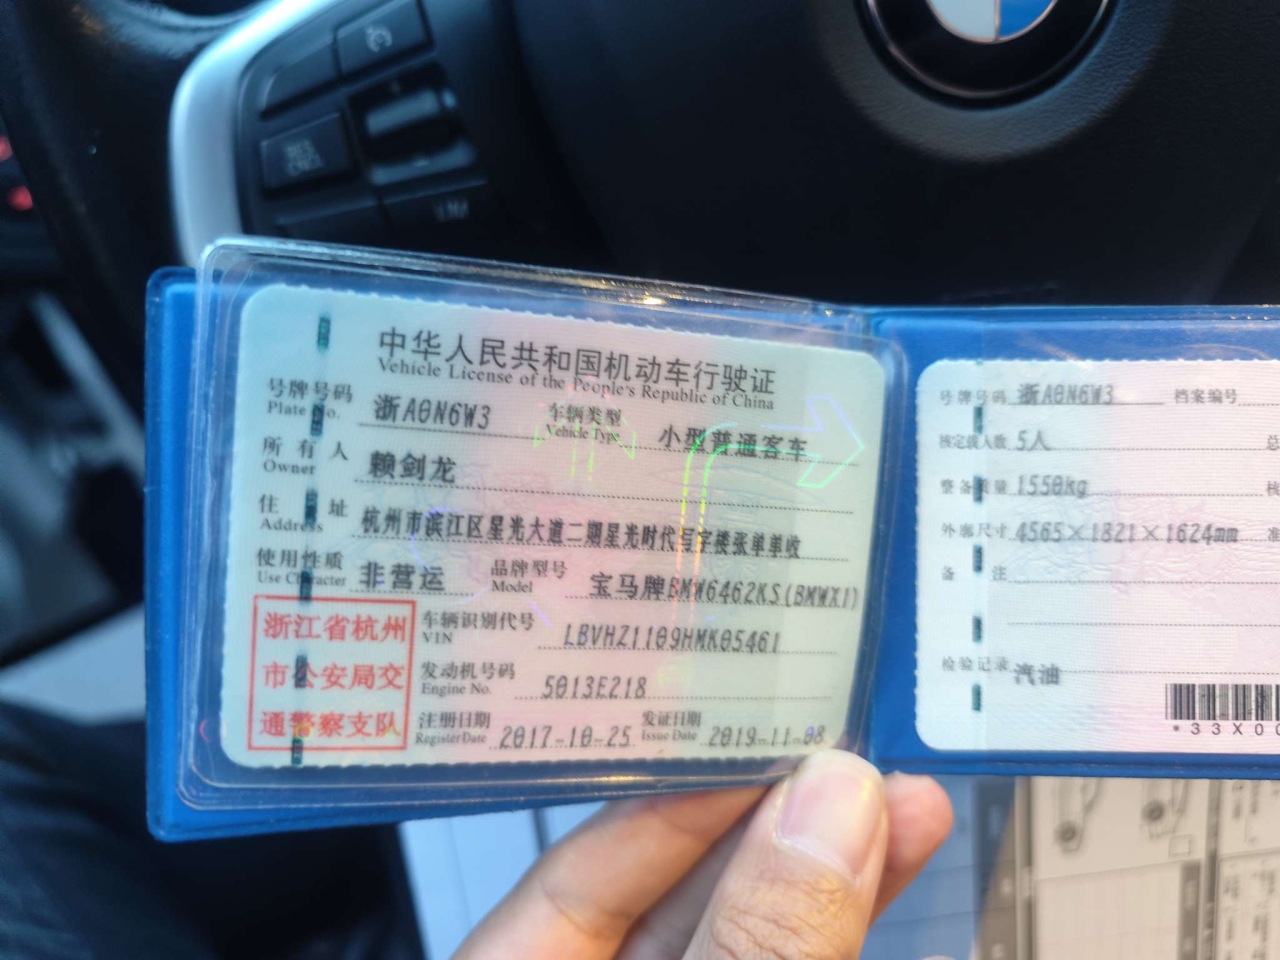 中华人民共和国机动车行驶证
Vehicle License of the People's Republic of China
号牌号码 浙A0N6W3 车辆类型 小型普通客车
Plate No. Vehicle Type
所有人 赖剑龙
Owner
住址 杭州市滨江区星光大道二期星光时代写字楼张单单收
Address
使用性质 非营运 品牌型号 宝马牌BMW6462KS(BMWX1)
Use Character Model
浙江省杭州
市公安局交
通警察支队
车辆识别代号 LBVHZ1109HMK05461
VIN
发动机号码 5013E218
Engine No.
注册日期 2017-10-25 发证日期 2019-11-08
Register Date Issue Date
号牌号码 浙A0N6W3 档案编号
核定载人数 5人 总
整备质量 1550kg 核
外廓尺寸 4565×1821×1624mm 准
备注
检验记录 汽油
*33X00